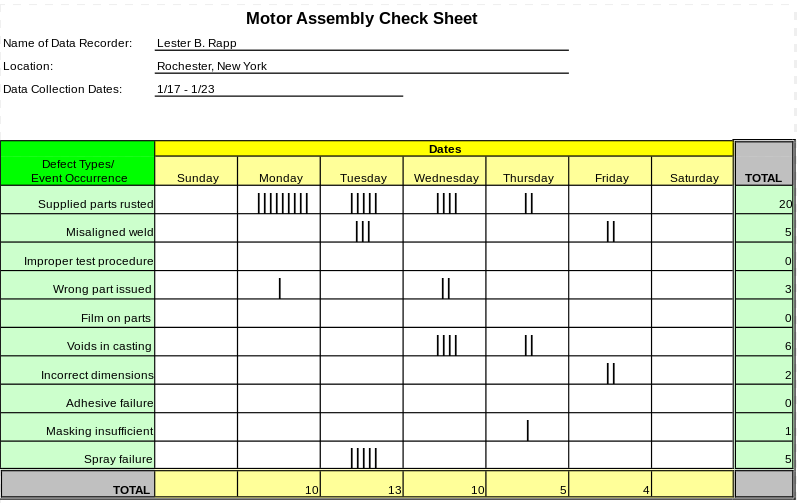 Motor Assembly Check Sheet
Name of Data Recorder: Lester B. Rapp
Location: Rochester, New York
Data Collection Dates: 1/17 - 1/23
Defect Types/ Event Occurrence Dates TOTAL
Sunday Monday Tuesday Wednesday Thursday Friday Saturday
Supplied parts rusted ||||||||| ||||| |||| || 20
Misaligned weld ||| || 5
Improper test procedure 0
Wrong part issued | || 3
Film on parts 0
Voids in casting |||| || 6
Incorrect dimensions || 2
Adhesive failure 0
Masking insufficient | 1
Spray failure ||||| 5
TOTAL 10 13 10 5 4